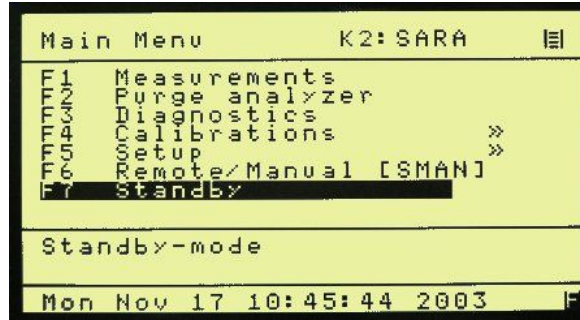 Main Menu K2:SARA
F1 Measurements
F2 Purge analyzer
F3 Diagnostics
F4 Calibrations »
F5 Setup »
F6 Remote/Manual [SMAN]
F7 Standby
Standby-mode
Mon Nov 17 10:45:44 2003